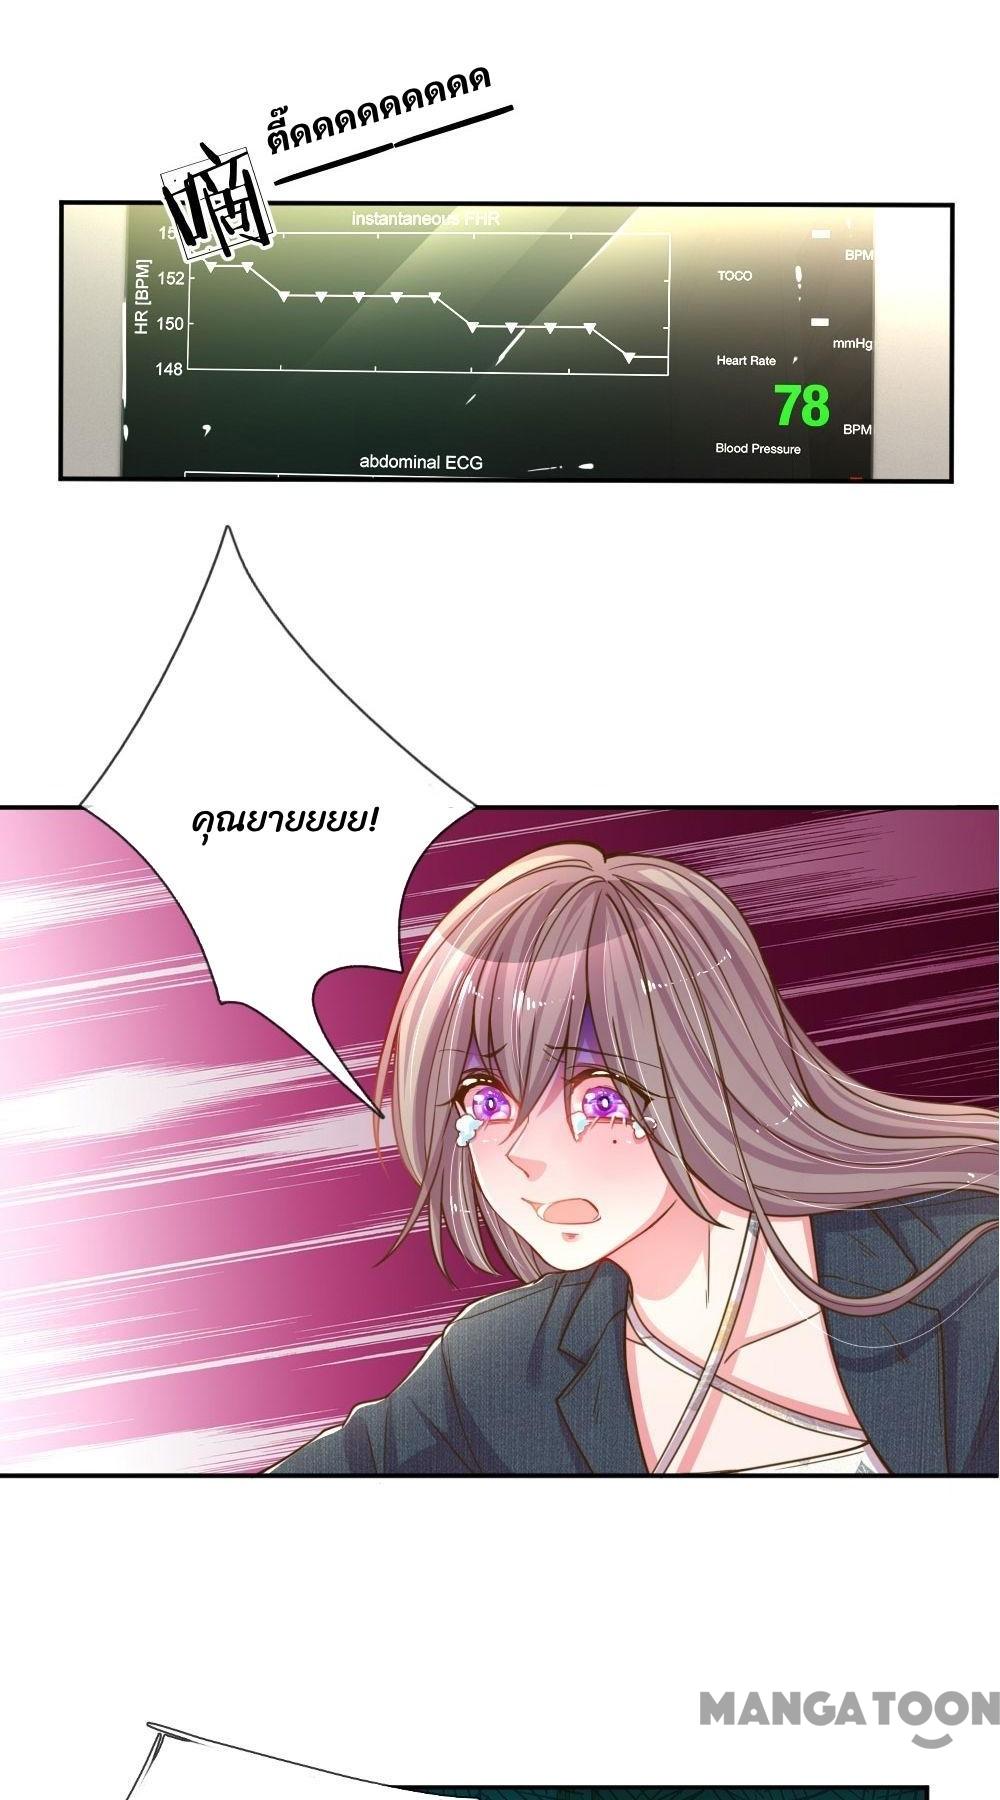 ตี๊ดดดดดดดดด
嘀
instantaneous FHR
15
152
150
148
HR [BPM]
BPM
TOCO
mmHg
Heart Rate
78
BPM
Blood Pressure
abdominal ECG
คุณยายยยย!
MANGATOON